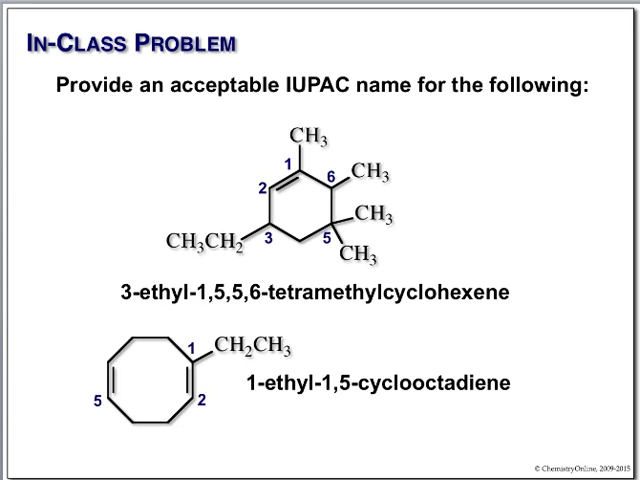 IN-CLASS PROBLEM
Provide an acceptable IUPAC name for the following:
CH3
1
6
CH3
2
CH3
CH3CH2
3
5
CH3
3-ethyl-1,5,5,6-tetramethylcyclohexene
1
CH2CH3
1-ethyl-1,5-cyclooctadiene
5
2
© ChemistryOnline, 2009-2015